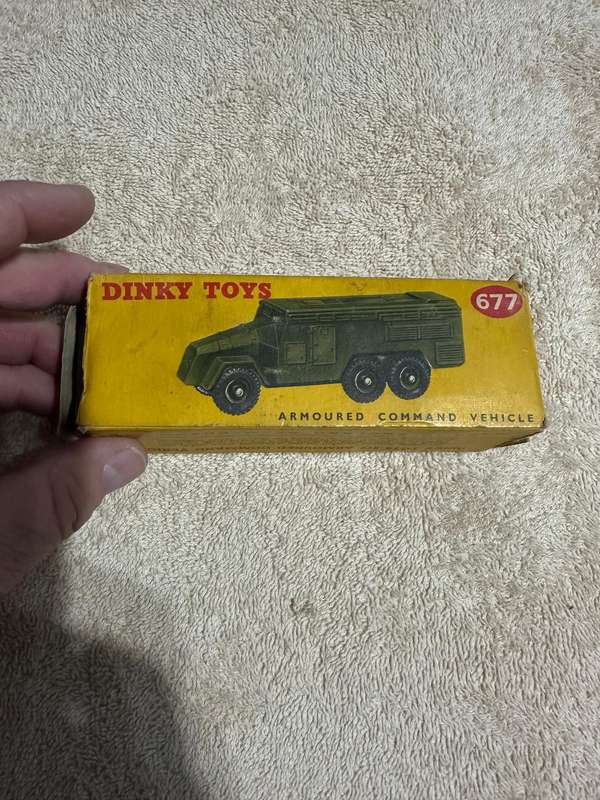 DINKY TOYS
677
ARMOURED COMMAND VEHICLE